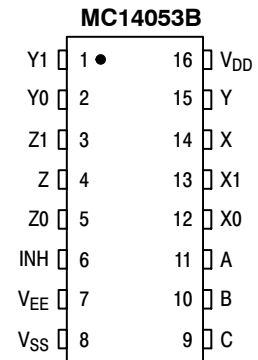 MC14053B
Y1 1 16 VDD
Y0 2 15 Y
Z1 3 14 X
Z 4 13 X1
Z0 5 12 X0
INH 6 11 A
VEE 7 10 B
VSS 8 9 C